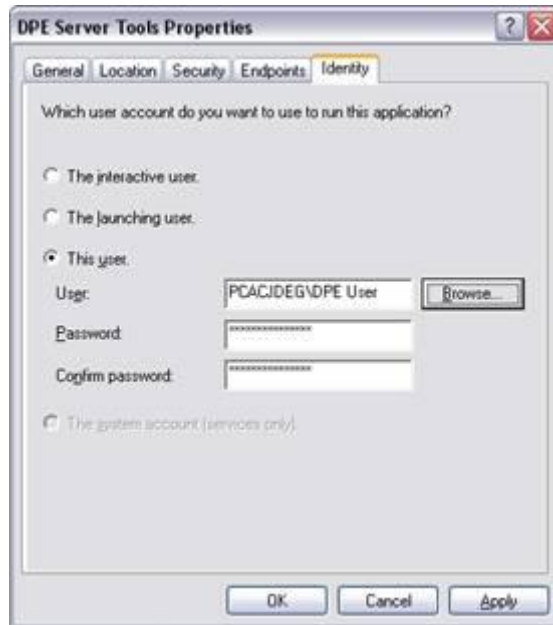 DPE Server Tools Properties
General Location Security Endpoints Identity
Which user account do you want to use to run this application?
The interactive user.
The launching user.
This user.
User: PCACJDEG\DPE User Browse...
Password: ***************
Confirm password: ***************
The system account (services only).
OK Cancel Apply